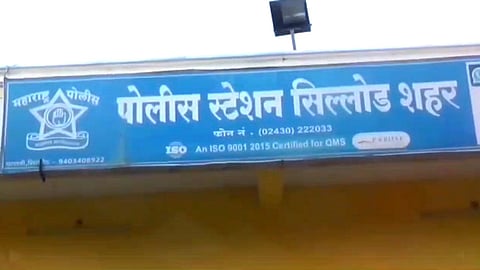 महाराष्ट्र पोलीस
पोलीस स्टेशन सिल्लोड शहर
फोन नं - (02430) 222033
ISO An ISO 9001 2015 Certified for QMS
9403408922